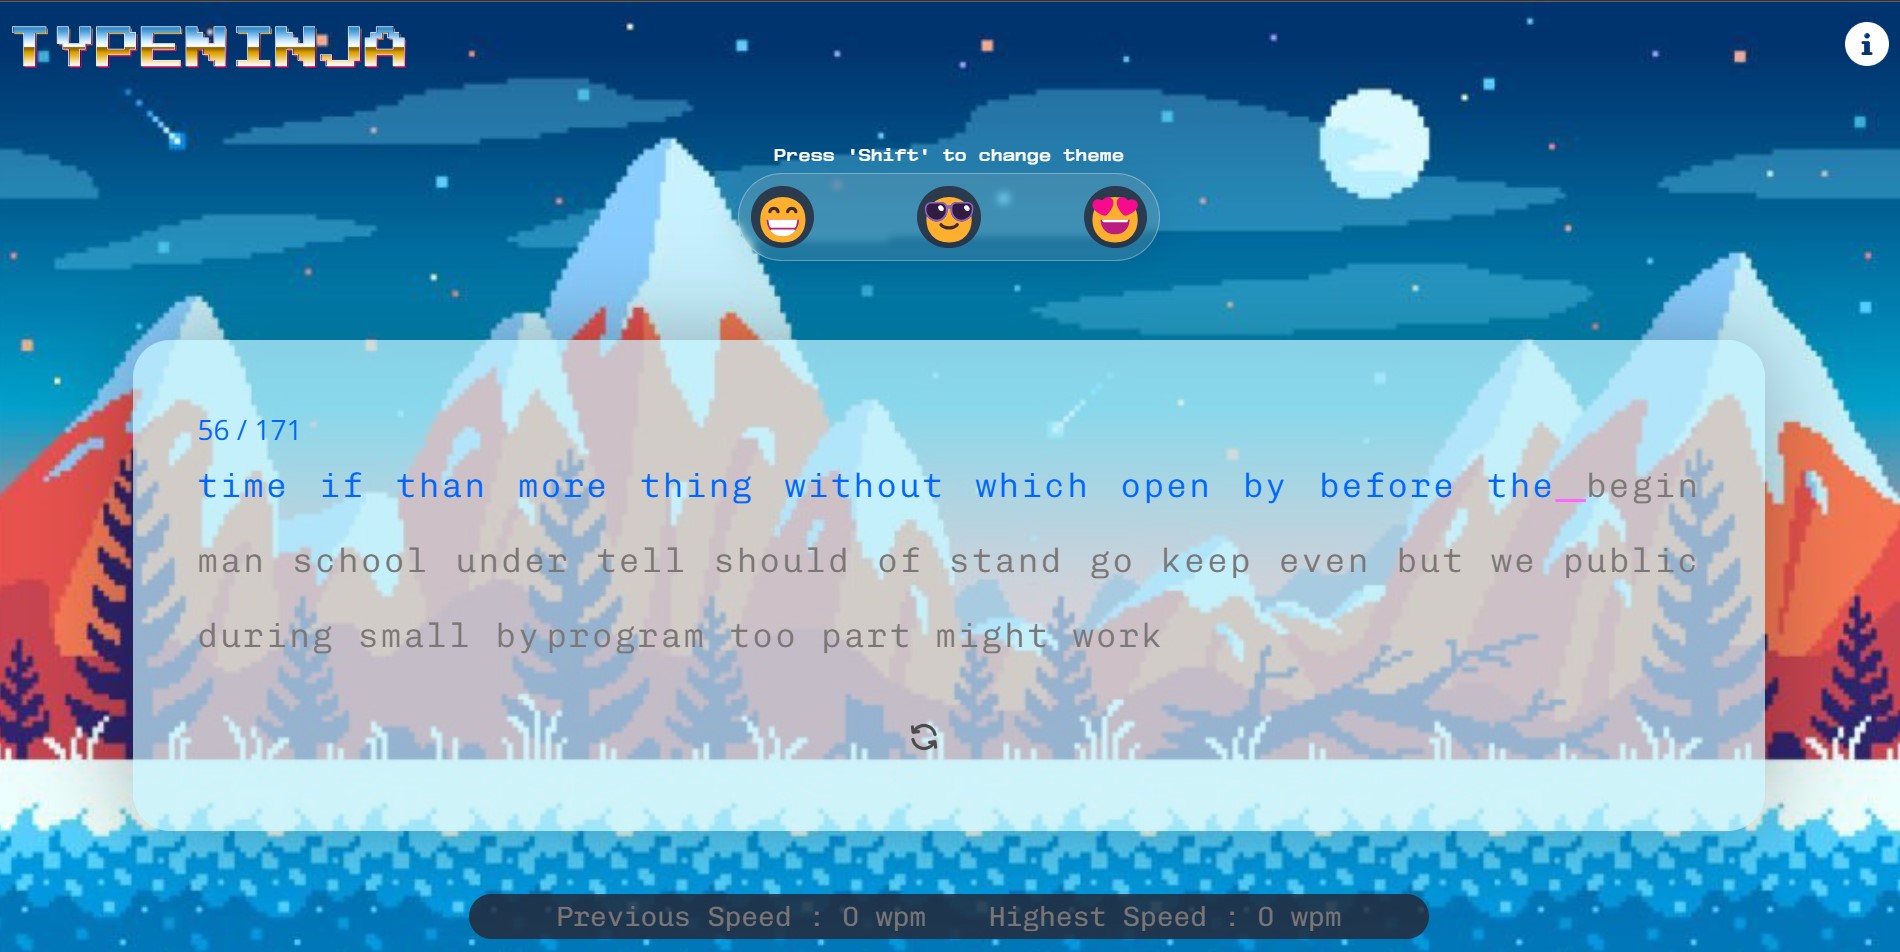 TYPENINJA
Press 'Shift' to change theme
56 / 171
time if than more thing without which open by before the_begin
man school under tell should of stand go keep even but we public
during small by program too part might work
Previous Speed : 0 wpm Highest Speed : 0 wpm